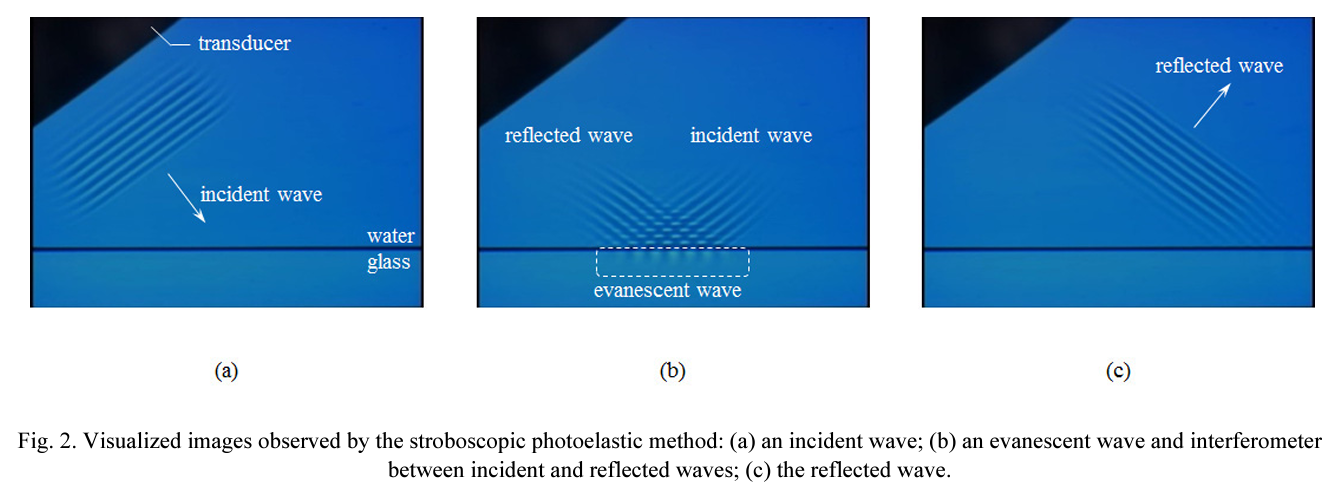 transducer
incident wave
water
glass
(a)
reflected wave
incident wave
evanescent wave
(b)
reflected wave
(c)
Fig. 2. Visualized images observed by the stroboscopic photoelastic method: (a) an incident wave; (b) an evanescent wave and interferometer
between incident and reflected waves; (c) the reflected wave.